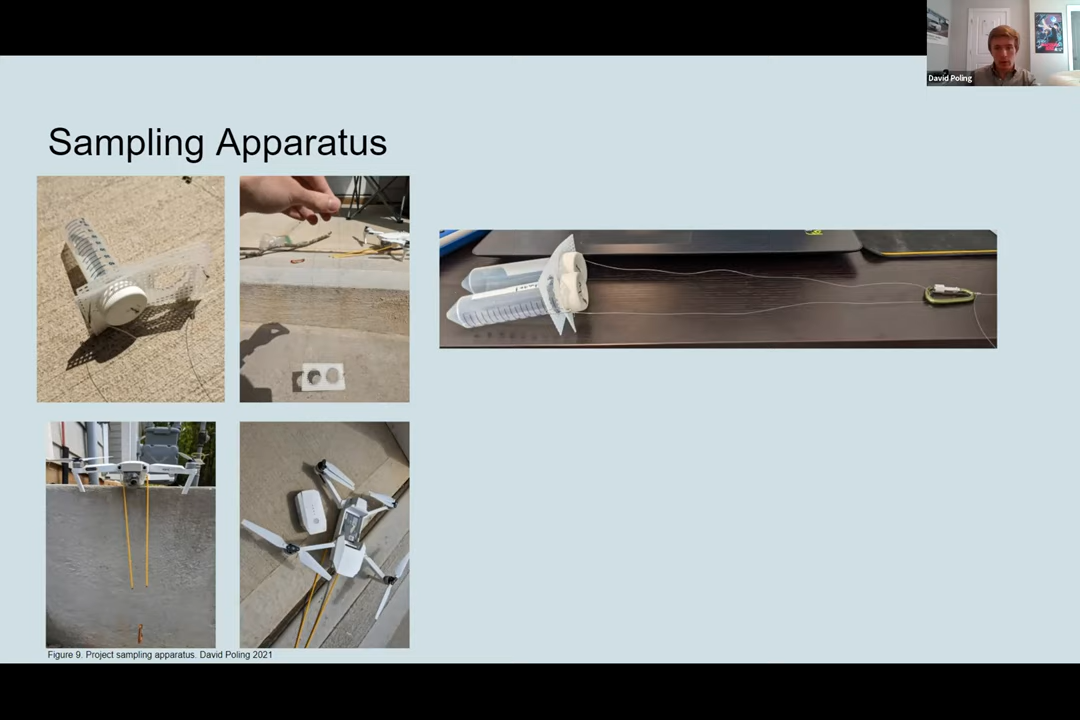 David Poling
Sampling Apparatus
Figure 9. Project sampling apparatus. David Poling 2021